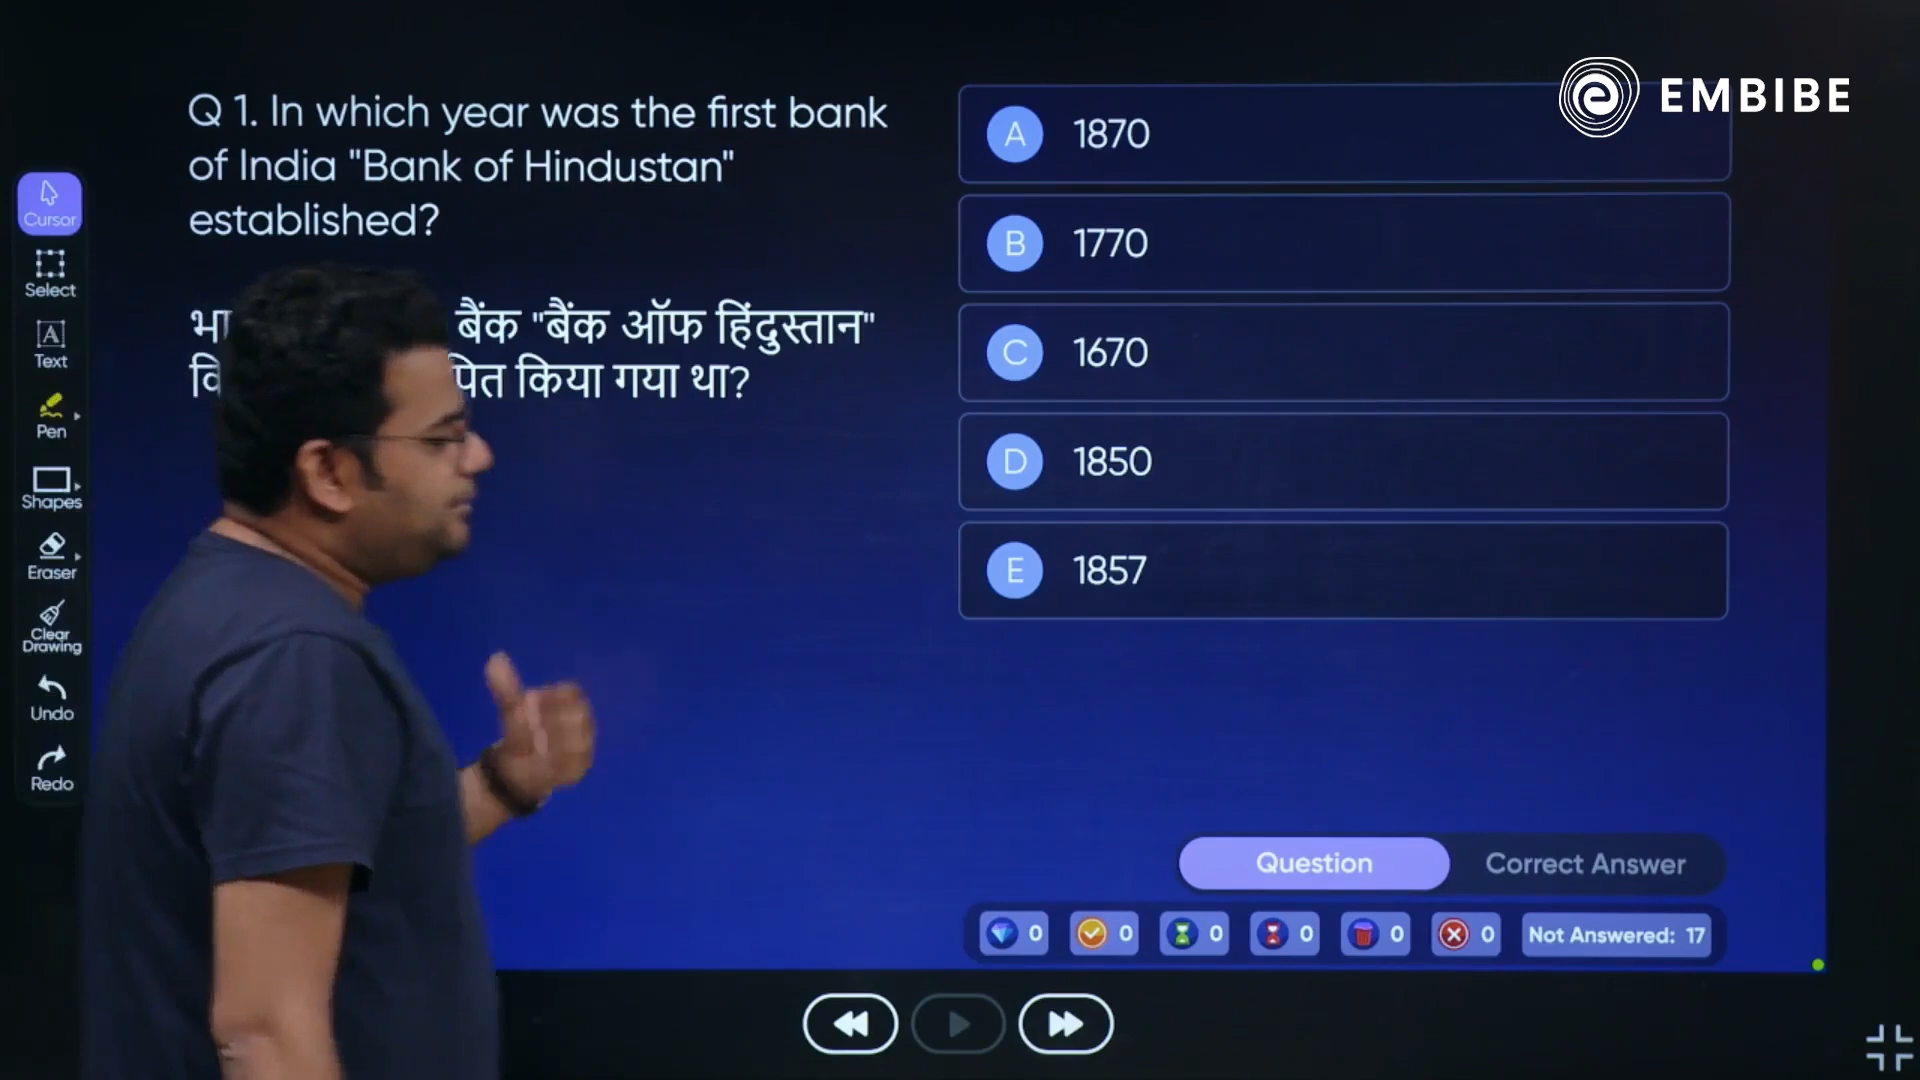 EMBIBE
Q 1. In which year was the first bank
of India "Bank of Hindustan"
established?
बैंक "बैंक ऑफ हिंदुस्तान"
किया गया था?
A 1870
B 1770
C 1670
D 1850
E 1857
Cursor
Select
Text
Pen
Shapes
Eraser
Clear
Drawing
Undo
Redo
Question Correct Answer
0 0 0 0 0 0 Not Answered: 17